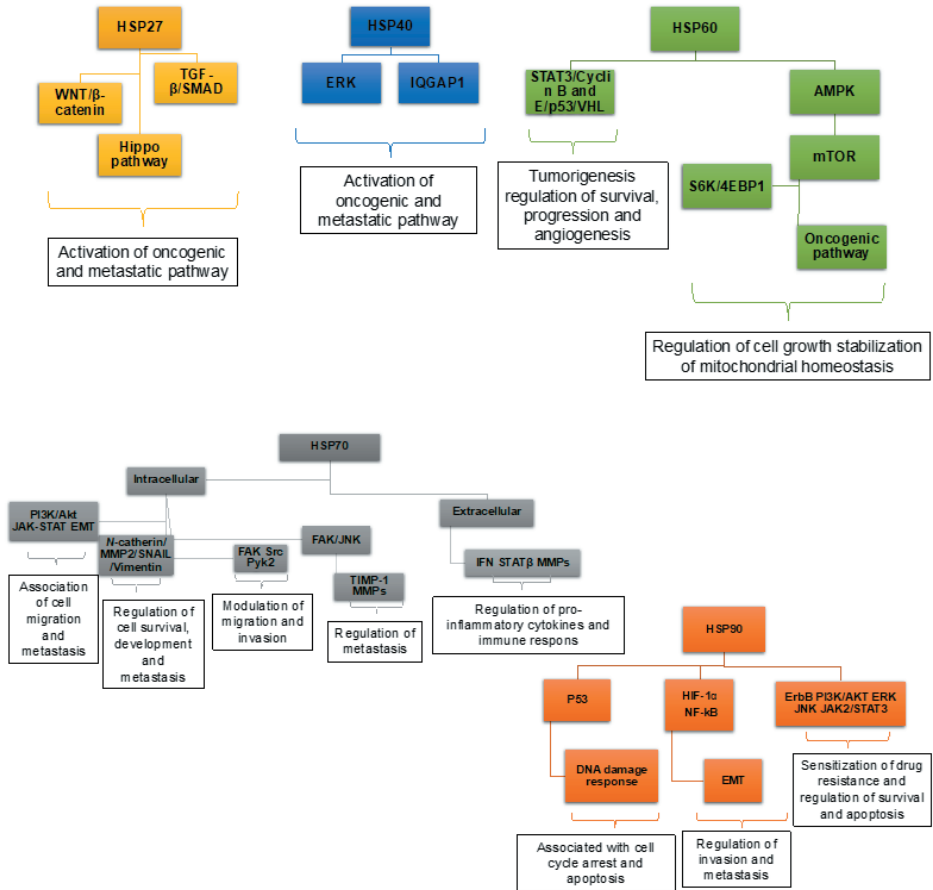 HSP27
WNT/β-
catenin
TGF-
β/SMAD
Hippo
pathway
Activation of oncogenic
and metastatic pathway
HSP40
ERK
IQGAP1
Activation of
oncogenic and
metastatic pathway
HSP60
STAT3/Cycli
n B and
E/p53/VHL
AMPK
mTOR
S6K/4EBP1
Oncogenic
pathway
Tumorigenesis
regulation of survival,
progression and
angiogenesis
Regulation of cell growth stabilization
of mitochondrial homeostasis
HSP70
Intracellular
Extracellular
PI3K/Akt
JAK-STAT EMT
N-catherin/
MMP2/SNAIL
/Vimentin
FAK Src
Pyk2
FAK/JNK
TIMP-1
MMPs
IFN STATβ MMPs
Association
of cell
migration
and
metastasis
Regulation of
cell survival,
development
and
metastasis
Modulation of
migration and
invasion
Regulation of
metastasis
Regulation of pro-
inflammatory cytokines and
immune respons
HSP90
P53
HIF-1α
NF-kB
ErbB PI3K/AKT ERK
JNK JAK2/STAT3
DNA damage
response
EMT
Sensitization of drug
resistance and
regulation of survival
and apoptosis
Associated with cell
cycle arrest and
apoptosis
Regulation of
invasion and
metastasis